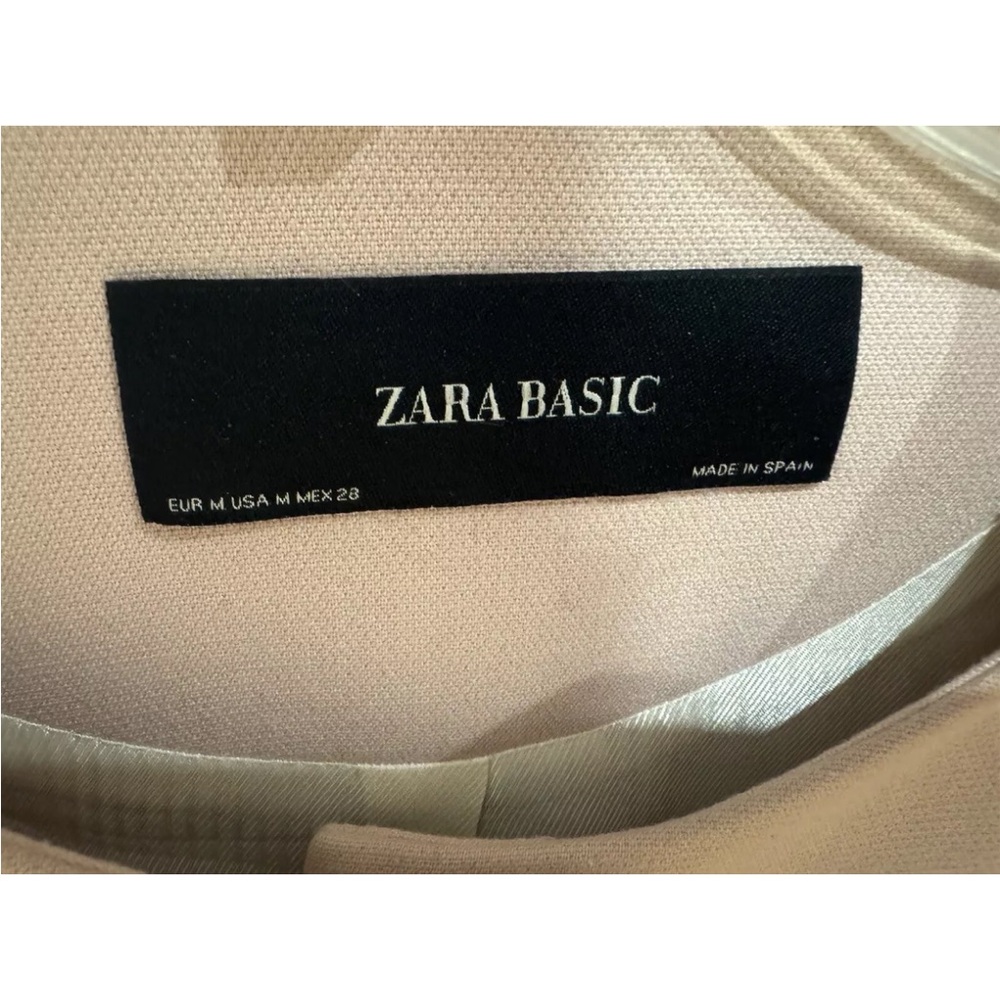 ZARA BASIC
MADE IN SPAIN
EUR M USA M MEX 28